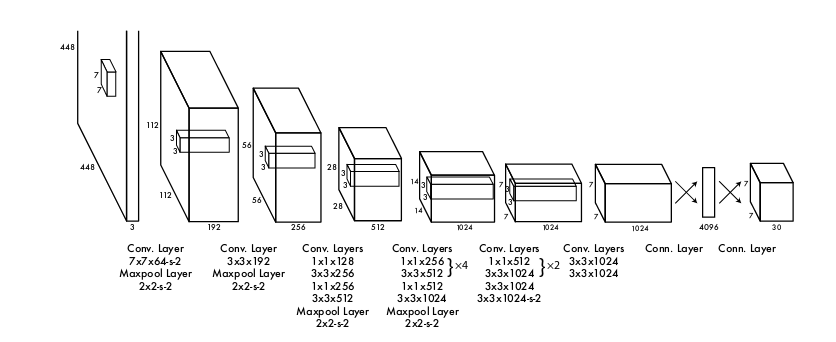 448
7
7
448
3
112
3
3
112
192
56
3
3
56
256
28
3
3
28
512
14
3
3
14
1024
7
3
3
7
1024
7
7
1024
4096
7
7
30
Conv. Layer
7x7x64-s-2
Maxpool Layer
2x2-s-2
Conv. Layer
3x3x192
Maxpool Layer
2x2-s-2
Conv. Layers
1x1x128
3x3x256
1x1x256
3x3x512
Maxpool Layer
2x2-s-2
Conv. Layers
1x1x256
3x3x512
}×4
1x1x512
3x3x1024
Maxpool Layer
2x2-s-2
Conv. Layers
1x1x512
3x3x1024
}×2
3x3x1024
3x3x1024-s-2
Conv. Layers
3x3x1024
3x3x1024
Conn. Layer
Conn. Layer